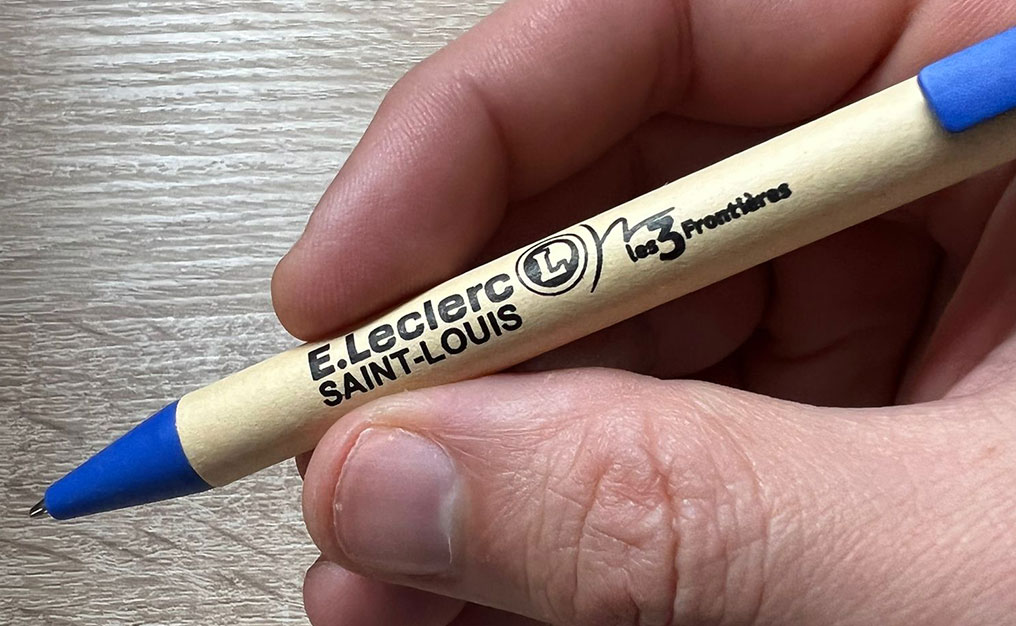 E.Leclerc L
SAINT-LOUIS
les 3 Frontières